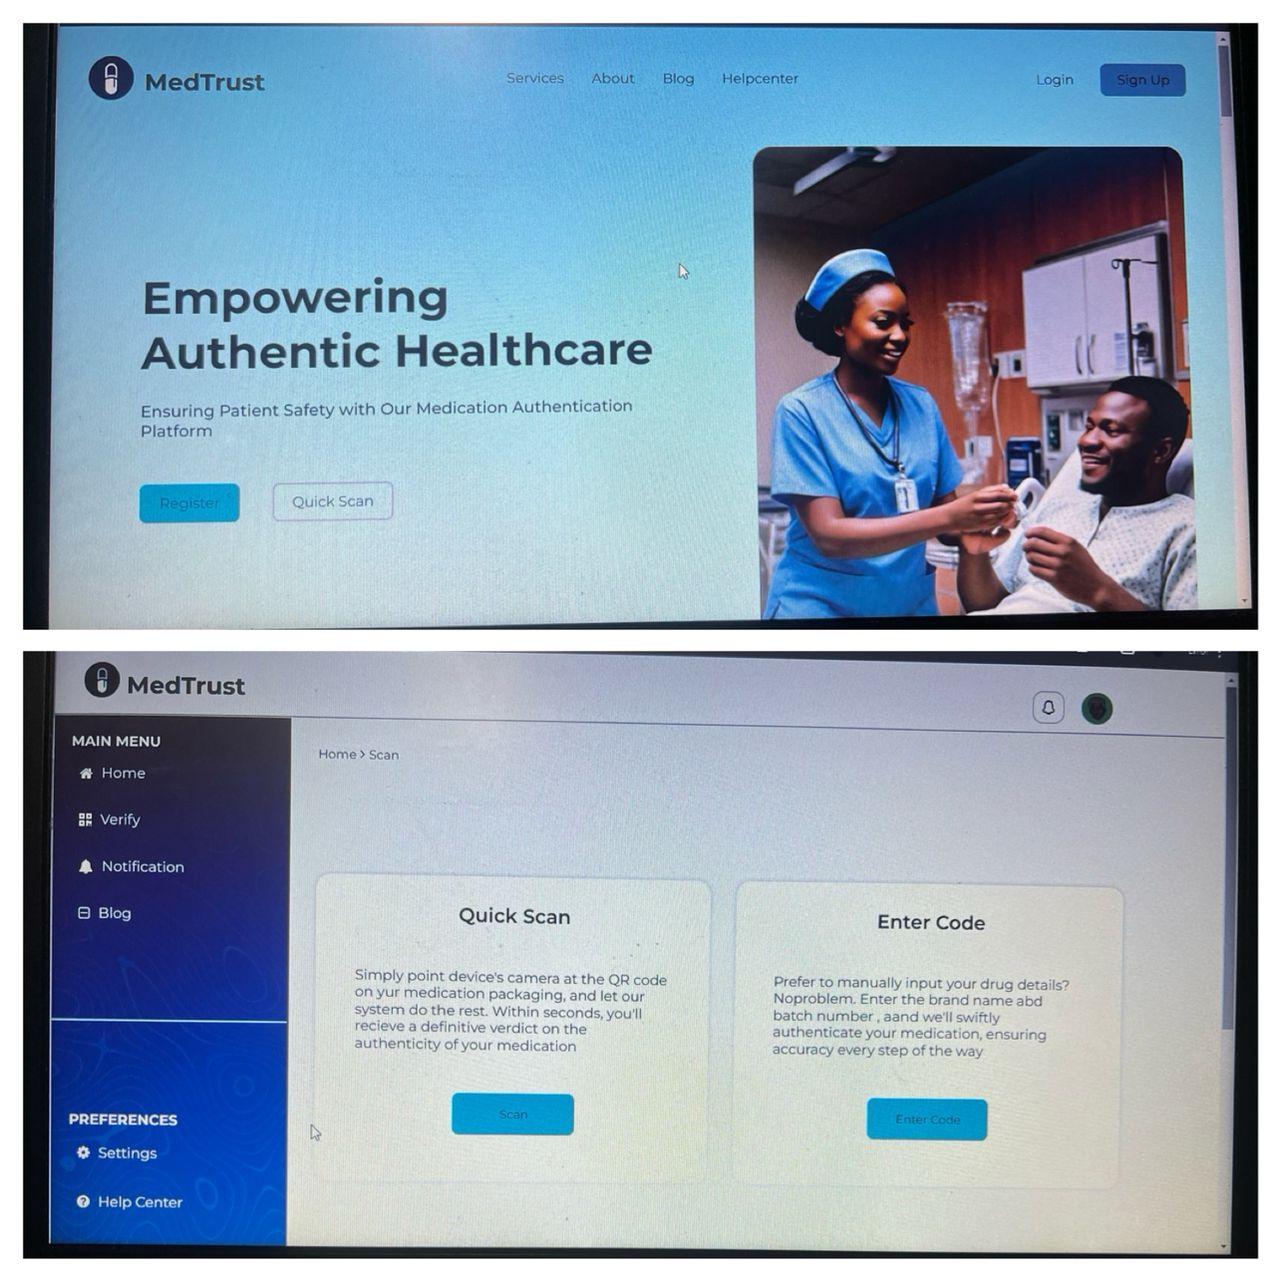 MedTrust
Services About Blog Helpcenter
Login Sign Up
Empowering
Authentic Healthcare
Ensuring Patient Safety with Our Medication Authentication
Platform
Register Quick Scan
MedTrust
MAIN MENU
Home
Verify
Notification
Blog
PREFERENCES
Settings
Help Center
Home > Scan
Quick Scan
Simply point device's camera at the QR code
on yur medication packaging, and let our
system do the rest. Within seconds, you'll
recieve a definitive verdict on the
authenticity of your medication
Scan
Enter Code
Prefer to manually input your drug details?
Noproblem. Enter the brand name abd
batch number , aand we'll swiftly
authenticate your medication, ensuring
accuracy every step of the way
Enter Code